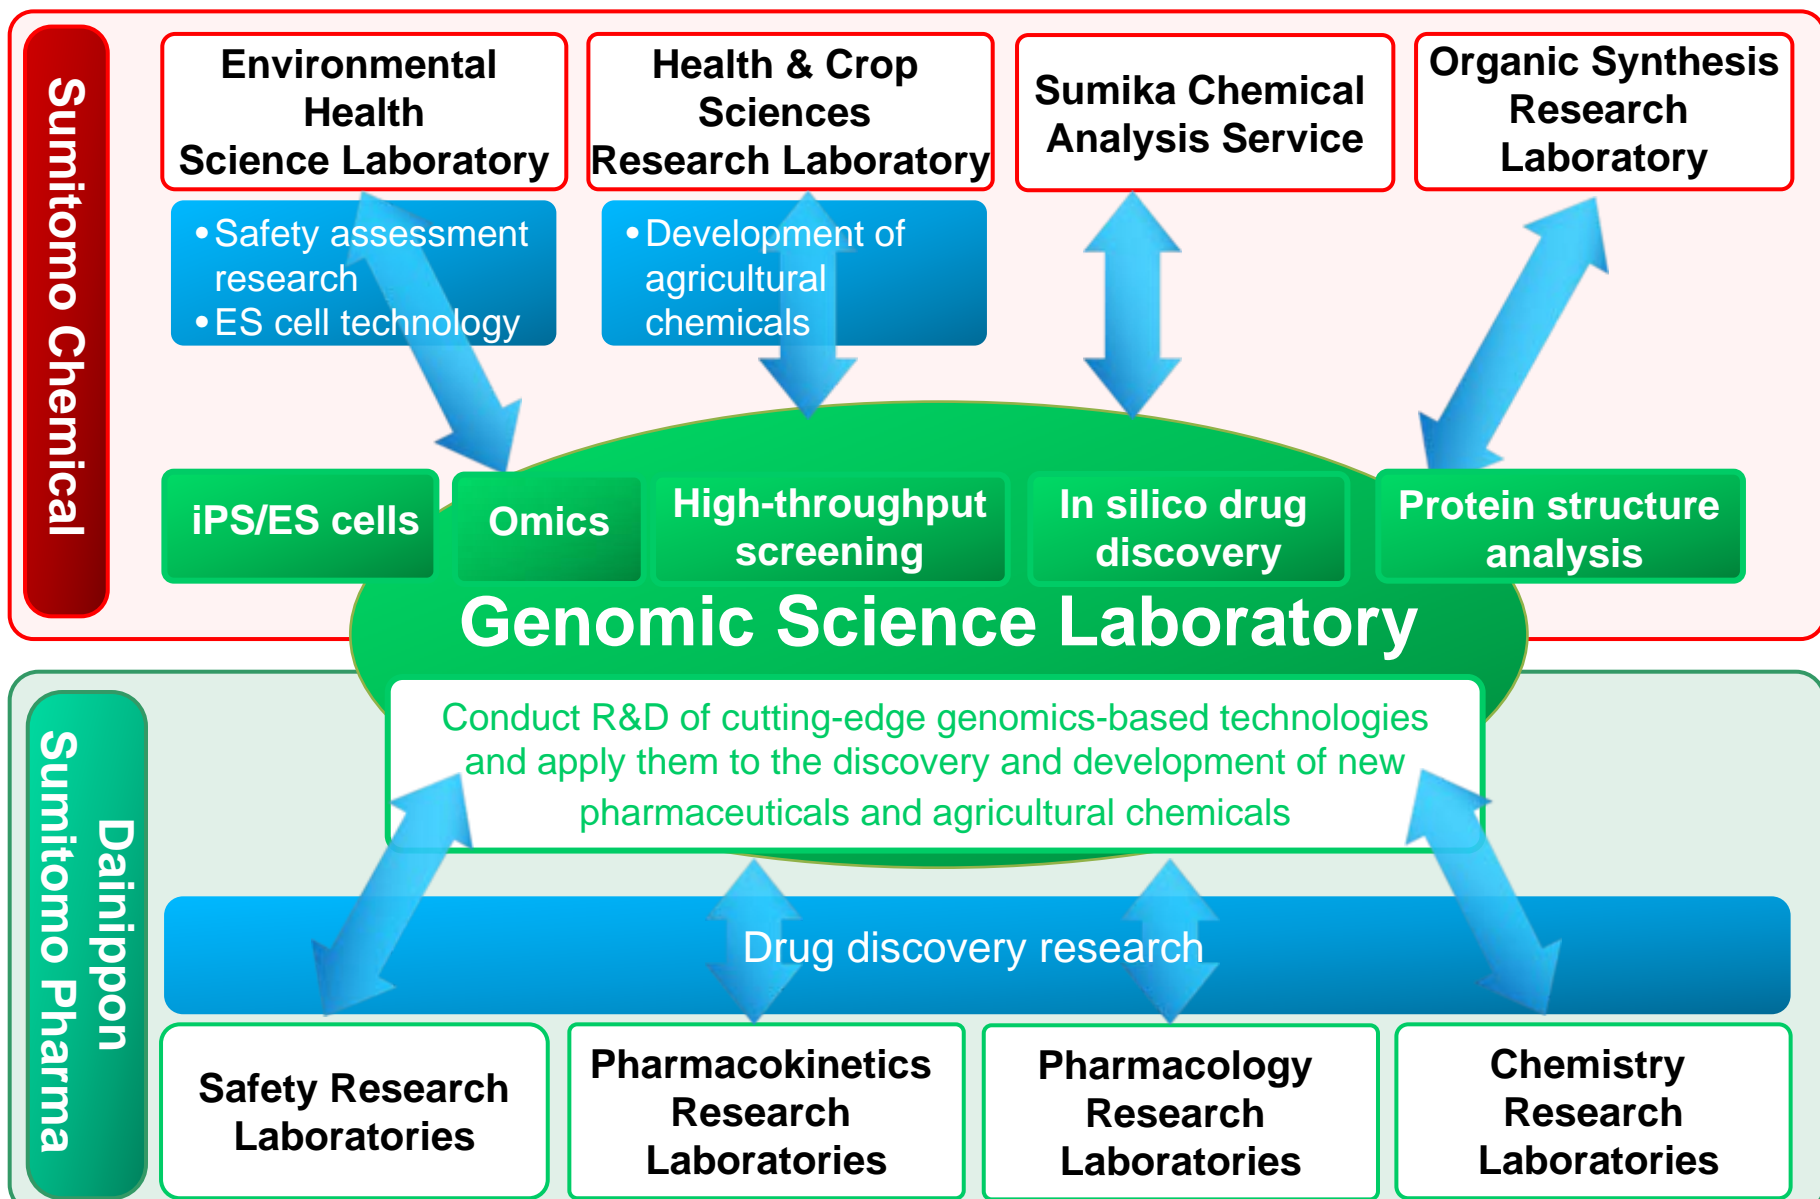 Sumitomo Chemical
Environmental
Health
Science Laboratory
Health & Crop
Sciences
Research Laboratory
Sumika Chemical
Analysis Service
Organic Synthesis
Research
Laboratory
•Safety assessment
research
•ES cell technology
•Development of
agricultural
chemicals
iPS/ES cells
Omics
High-throughput
screening
In silico drug
discovery
Protein structure
analysis
Genomic Science Laboratory
Conduct R&D of cutting-edge genomics-based technologies
and apply them to the discovery and development of new
pharmaceuticals and agricultural chemicals
Dainippon
Sumitomo Pharma
Drug discovery research
Safety Research
Laboratories
Pharmacokinetics
Research
Laboratories
Pharmacology
Research
Laboratories
Chemistry
Research
Laboratories